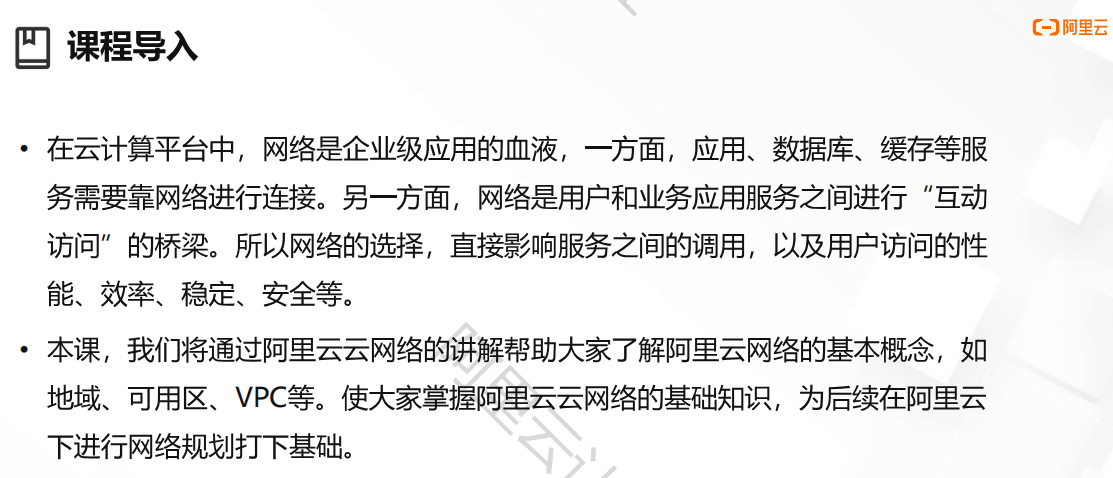 课程导入
阿里云
• 在云计算平台中，网络是企业级应用的血液，一方面，应用、数据库、缓存等服
务需要靠网络进行连接。另一方面，网络是用户和业务应用服务之间进行“互动
访问”的桥梁。所以网络的选择，直接影响服务之间的调用，以及用户访问的性
能、效率、稳定、安全等。
• 本课，我们将通过阿里云云网络的讲解帮助大家了解阿里云网络的基本概念，如
地域、可用区、VPC等。使大家掌握阿里云云网络的基础知识，为后续在阿里云
下进行网络规划打下基础。
阿里云